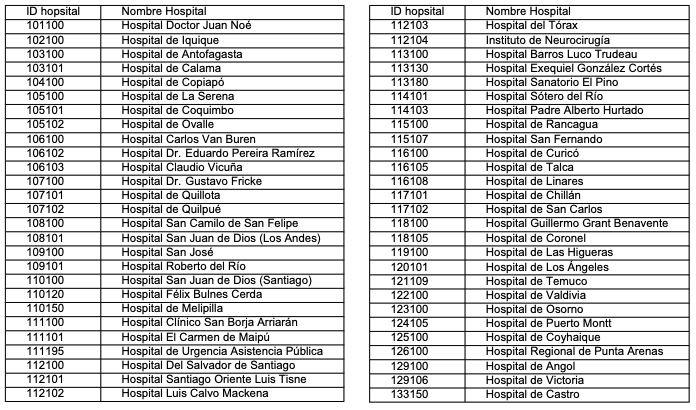 ID hopsital Nombre Hospital
101100 Hospital Doctor Juan Noé
102100 Hospital de Iquique
103100 Hospital de Antofagasta
103101 Hospital de Calama
104100 Hospital de Copiapó
105100 Hospital de La Serena
105101 Hospital de Coquimbo
105102 Hospital de Ovalle
106100 Hospital Carlos Van Buren
106102 Hospital Dr. Eduardo Pereira Ramírez
106103 Hospital Claudio Vicuña
107100 Hospital Dr. Gustavo Fricke
107101 Hospital de Quillota
107102 Hospital de Quilpué
108100 Hospital San Camilo de San Felipe
108101 Hospital San Juan de Dios (Los Andes)
109100 Hospital San José
109101 Hospital Roberto del Río
110100 Hospital San Juan de Dios (Santiago)
110120 Hospital Félix Bulnes Cerda
110150 Hospital de Melipilla
111100 Hospital Clínico San Borja Arriarán
111101 Hospital El Carmen de Maipú
111195 Hospital de Urgencia Asistencia Pública
112100 Hospital Del Salvador de Santiago
112101 Hospital Santiago Oriente Luis Tisne
112102 Hospital Luis Calvo Mackena
ID hopsital Nombre Hospital
112103 Hospital del Tórax
112104 Instituto de Neurocirugía
113100 Hospital Barros Luco Trudeau
113130 Hospital Exequiel González Cortés
113180 Hospital Sanatorio El Pino
114101 Hospital Sótero del Río
114103 Hospital Padre Alberto Hurtado
115100 Hospital de Rancagua
115107 Hospital San Fernando
116100 Hospital de Curicó
116105 Hospital de Talca
116108 Hospital de Linares
117101 Hospital de Chillán
117102 Hospital de San Carlos
118100 Hospital Guillermo Grant Benavente
118105 Hospital de Coronel
119100 Hospital de Las Higueras
120101 Hospital de Los Ángeles
121109 Hospital de Temuco
122100 Hospital de Valdivia
123100 Hospital de Osorno
124105 Hospital de Puerto Montt
125100 Hospital de Coyhaique
126100 Hospital Regional de Punta Arenas
129100 Hospital de Angol
129106 Hospital de Victoria
133150 Hospital de Castro